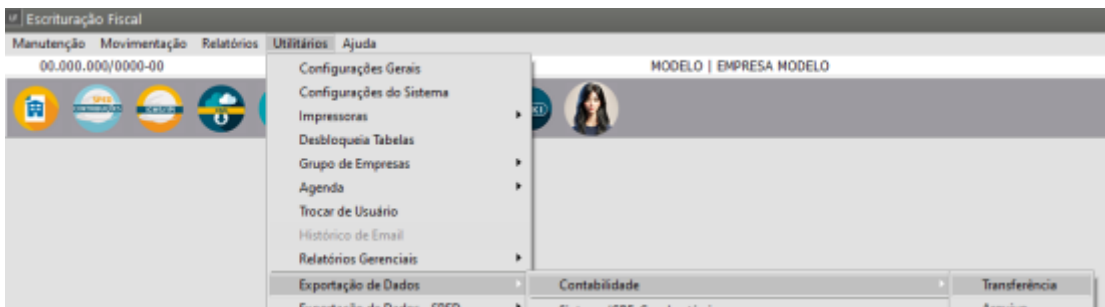 Escrituração Fiscal
Manutenção Movimentação Relatórios Utilitários Ajuda
00.000.000/0000-00 MODELO | EMPRESA MODELO
Configurações Gerais
Configurações do Sistema
Impressoras
Desbloqueia Tabelas
Grupo de Empresas
Agenda
Trocar de Usuário
Histórico de Email
Relatórios Gerenciais
Exportação de Dados Contabilidade Transferência